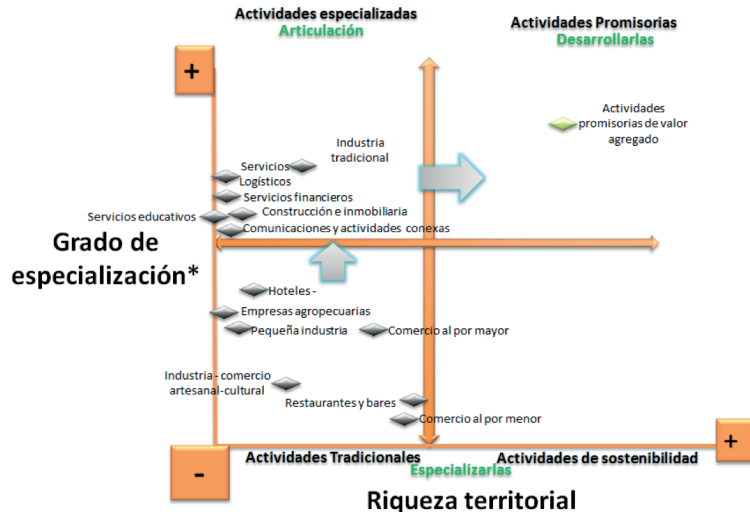 Actividades especializadas
Articulación
Actividades Promisorias
Desarrollarlas
+
Actividades
promisorias de valor
agregado
Industria
tradicional
Servicios
Logísticos
Servicios financieros
Servicios educativos
Construcción e inmobiliaria
Comunicaciones y actividades conexas
Grado de
especialización*
Hoteles -
Empresas agropecuarias
Pequeña industria
Comercio al por mayor
Industria - comercio
artesanal-cultural
Restaurantes y bares
Comercio al por menor
+
-
Actividades Tradicionales
Actividades de sostenibilidad
Especializarlas
Riqueza territorial